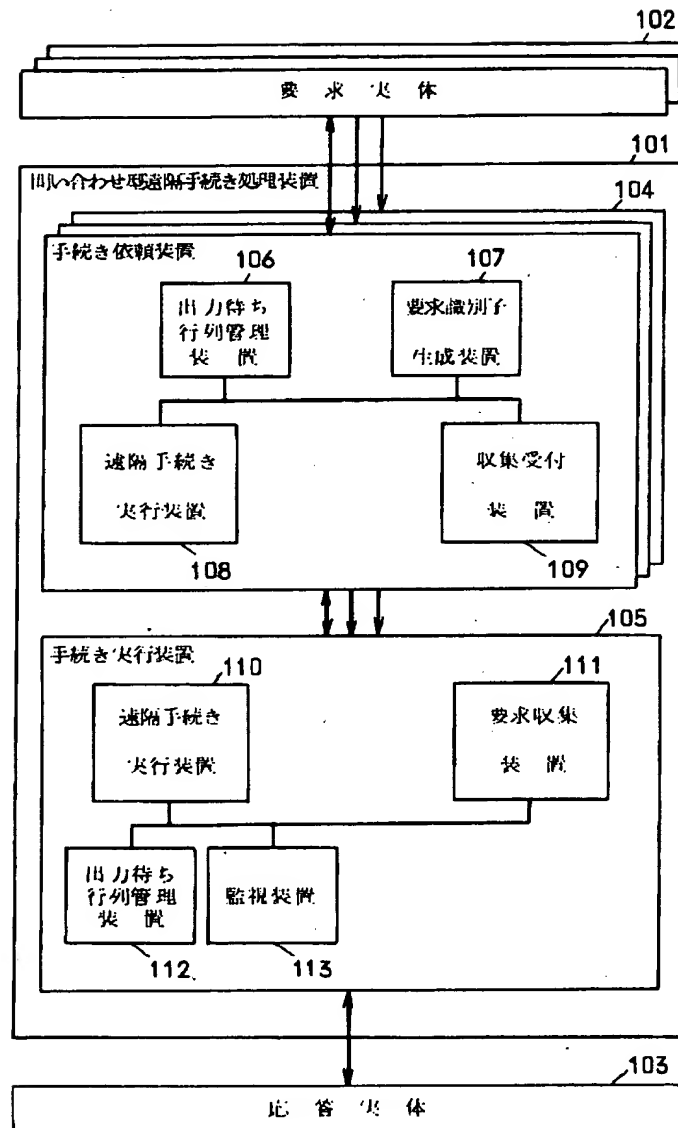 102
要求実体
101
問い合わせ型遠隔手続き処理装置
104
手続き依頼装置
106
107
出力待ち
行列管理
装置
要求識別子
生成装置
遠隔手続き
実行装置
収集受付
装置
108
109
105
手続き実行装置
110
111
遠隔手続き
実行装置
要求収集
装置
出力待ち
行列管理
装置
監視装置
112
113
103
応答実体